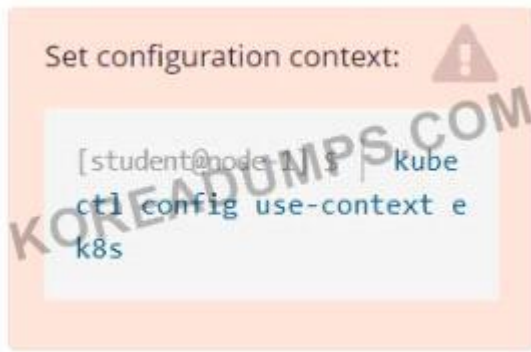 Set configuration context:
[student@node-1] $ | kube
ctl config use-context e
k8s
KOREADUMPS.COM